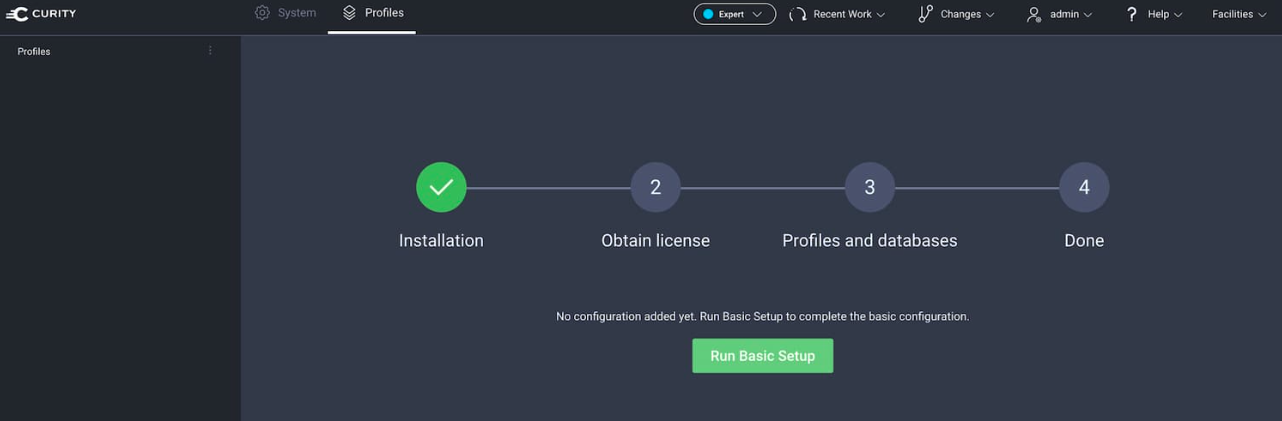 CURITY
System
Profiles
Expert
Recent Work
Changes
admin
? Help
Facilities
Profiles
2
3
4
Installation
Obtain license
Profiles and databases
Done
No configuration added yet. Run Basic Setup to complete the basic configuration.
Run Basic Setup